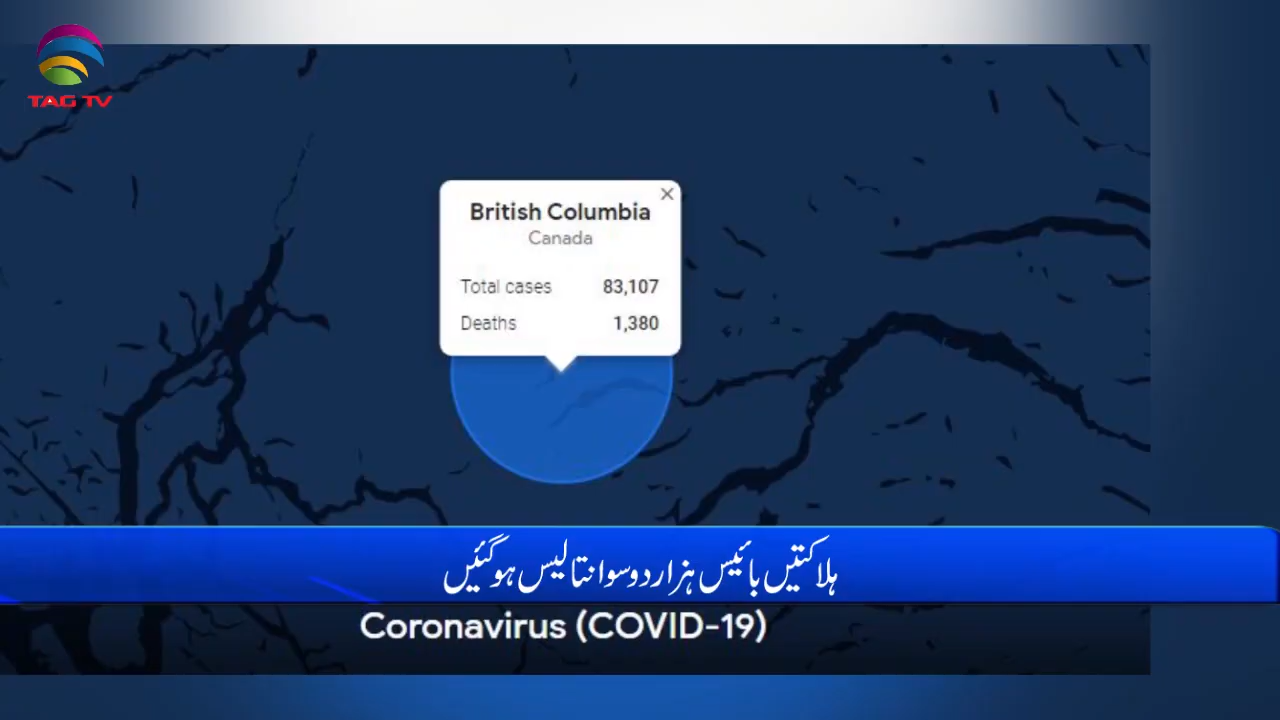 TAG TV
British Columbia
Canada
Total cases 83,107
Deaths 1,380
ہلاکتیں بائیس ہزار دو سو انتالیس ہو گئیں
Coronavirus (COVID-19)